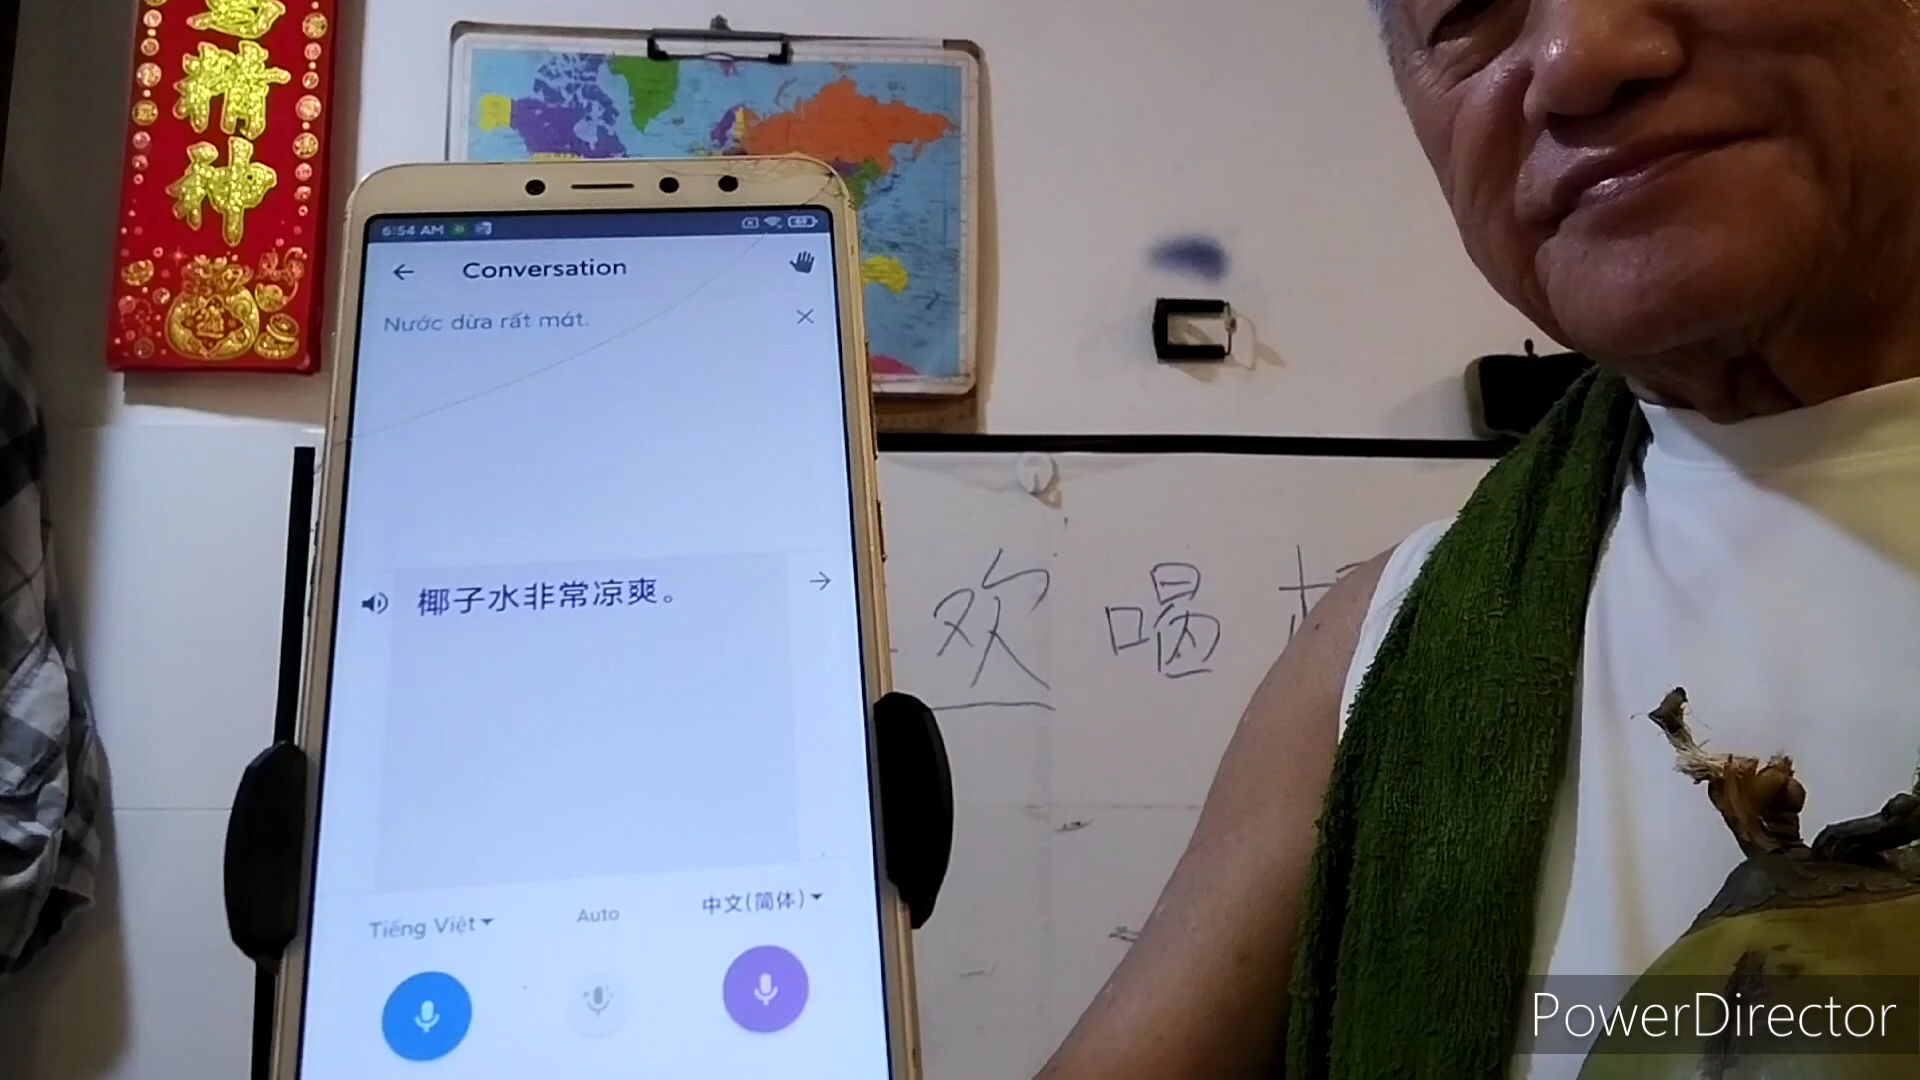 精神
6:54 AM
Conversation
Nước dừa rất mát.
椰子水非常凉爽。
欢 喝
Tiếng Việt
Auto
中文(简体)
PowerDirector